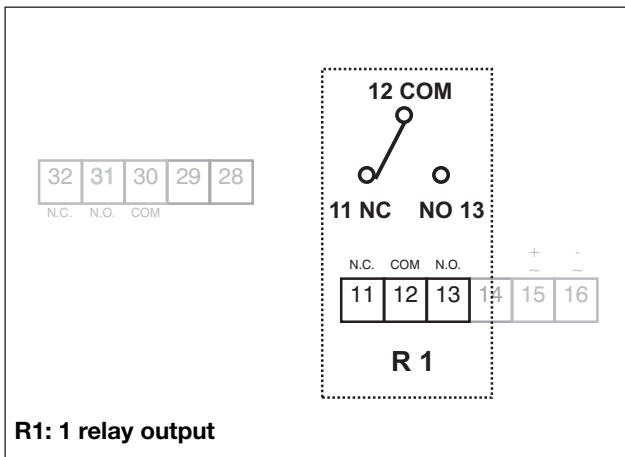 12 COM
11 NC NO 13
32 31 30 29 28
N.C. N.O. COM
N.C. COM N.O. + -
~ ~
11 12 13 14 15 16
R 1
R1: 1 relay output